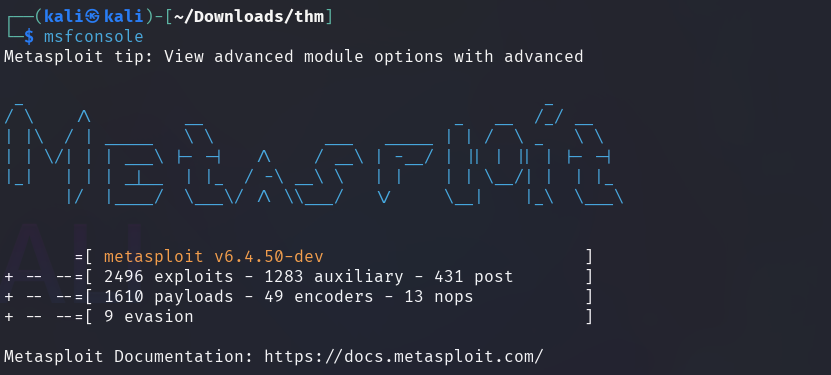 ┌──(kali㉿kali)-[~/Downloads/thm]
└─$ msfconsole
Metasploit tip: View advanced module options with advanced
METASPLOIT
=[ metasploit v6.4.50-dev ]
+ -- --=[ 2496 exploits - 1283 auxiliary - 431 post ]
+ -- --=[ 1610 payloads - 49 encoders - 13 nops ]
+ -- --=[ 9 evasion ]
Metasploit Documentation: https://docs.metasploit.com/